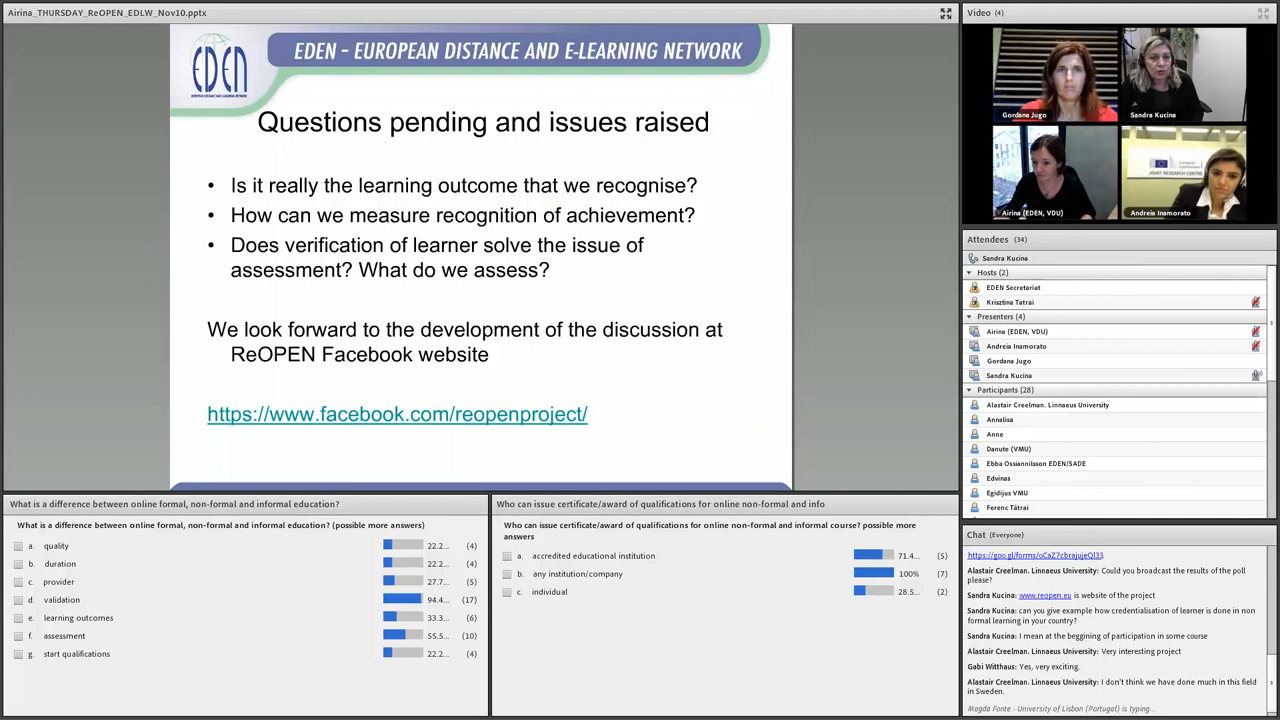 Airina_THURSDAY_ReOPEN_EDLW_Nov10.pptx
EDEN
EUROPEAN DISTANCE AND E-LEARNING NETWORK
EDEN – EUROPEAN DISTANCE AND E-LEARNING NETWORK
Questions pending and issues raised
• Is it really the learning outcome that we recognise?
• How can we measure recognition of achievement?
• Does verification of learner solve the issue of
assessment? What do we assess?
We look forward to the development of the discussion at
ReOPEN Facebook website
https://www.facebook.com/reopenproject/
What is a difference between online formal, non-formal and informal education?
What is a difference between online formal, non-formal and informal education? (possible more answers)
a. quality 22.2... (4)
b. duration 22.2... (4)
c. provider 27.7... (5)
d. validation 94.4... (17)
e. learning outcomes 33.3... (6)
f. assessment 55.5... (10)
g. start qualifications 22.2... (4)
Who can issue certificate/award of qualifications for online non-formal and info
Who can issue certificate/award of qualifications for online non-formal and informal course? possible more
answers
a. accredited educational institution 71.4... (5)
b. any institution/company 100% (7)
c. individual 28.5... (2)
Video (4)
Gordana Jugo
Sandra Kucina
Airina (EDEN, VDU)
European Commission
JOINT RESEARCH CENTRE
Andreia Inamorato
Attendees (34)
Sandra Kucina
Hosts (2)
EDEN Secretariat
Krisztina Tatrai
Presenters (4)
Airina (EDEN, VDU)
Andreia Inamorato
Gordana Jugo
Sandra Kucina
Participants (28)
Alastair Creelman. Linnaeus University
Annalisa
Anne
Danute (VMU)
Ebba Ossiannilsson EDEN/SADE
Edvinas
Egidijus VMU
Ferenc Tátrai
Chat (Everyone)
https://goo.gl/forms/oCaZ7cbrajujeQl33
Alastair Creelman. Linnaeus University: Could you broadcast the results of the poll
please?
Sandra Kucina: www.reopen.eu is website of the project
Sandra Kucina: can you give example how credentialisation of learner is done in non
formal learning in your country?
Sandra Kucina: I mean at the beggining of participation in some course
Alastair Creelman. Linnaeus University: Very interesting project
Gabi Witthaus: Yes, very exciting.
Alastair Creelman. Linnaeus University: I don't think we have done much in this field
in Sweden.
Magda Fonte - University of Lisbon (Portugal) is typing...